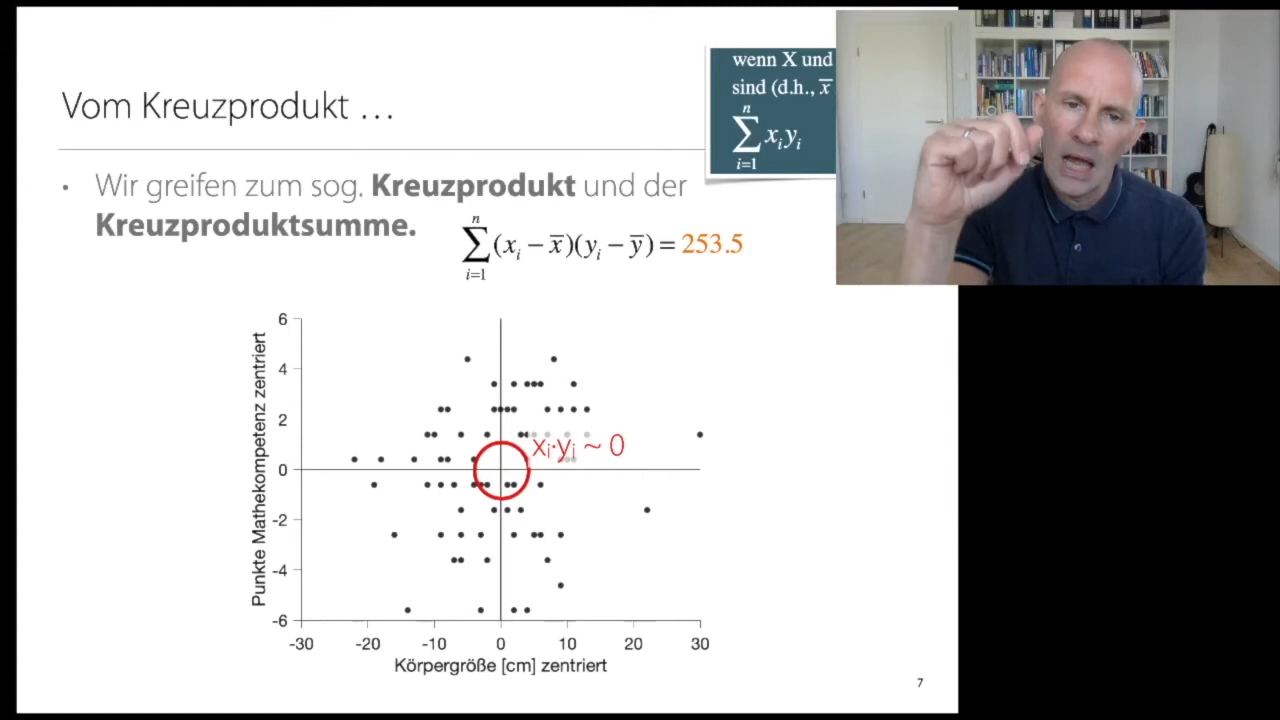 Vom Kreuzprodukt …
wenn X und
sind (d.h., x̅
n
∑ xᵢyᵢ
i=1
• Wir greifen zum sog. Kreuzprodukt und der
Kreuzproduktsumme.
n
∑ (xᵢ − x̅)(yᵢ − y̅) = 253.5
i=1
Punkte Mathekompetenz zentriert
6
4
2
0
-2
-4
-6
xᵢ·yᵢ ~ 0
-30 -20 -10 0 10 20 30
Körpergröße [cm] zentriert
7